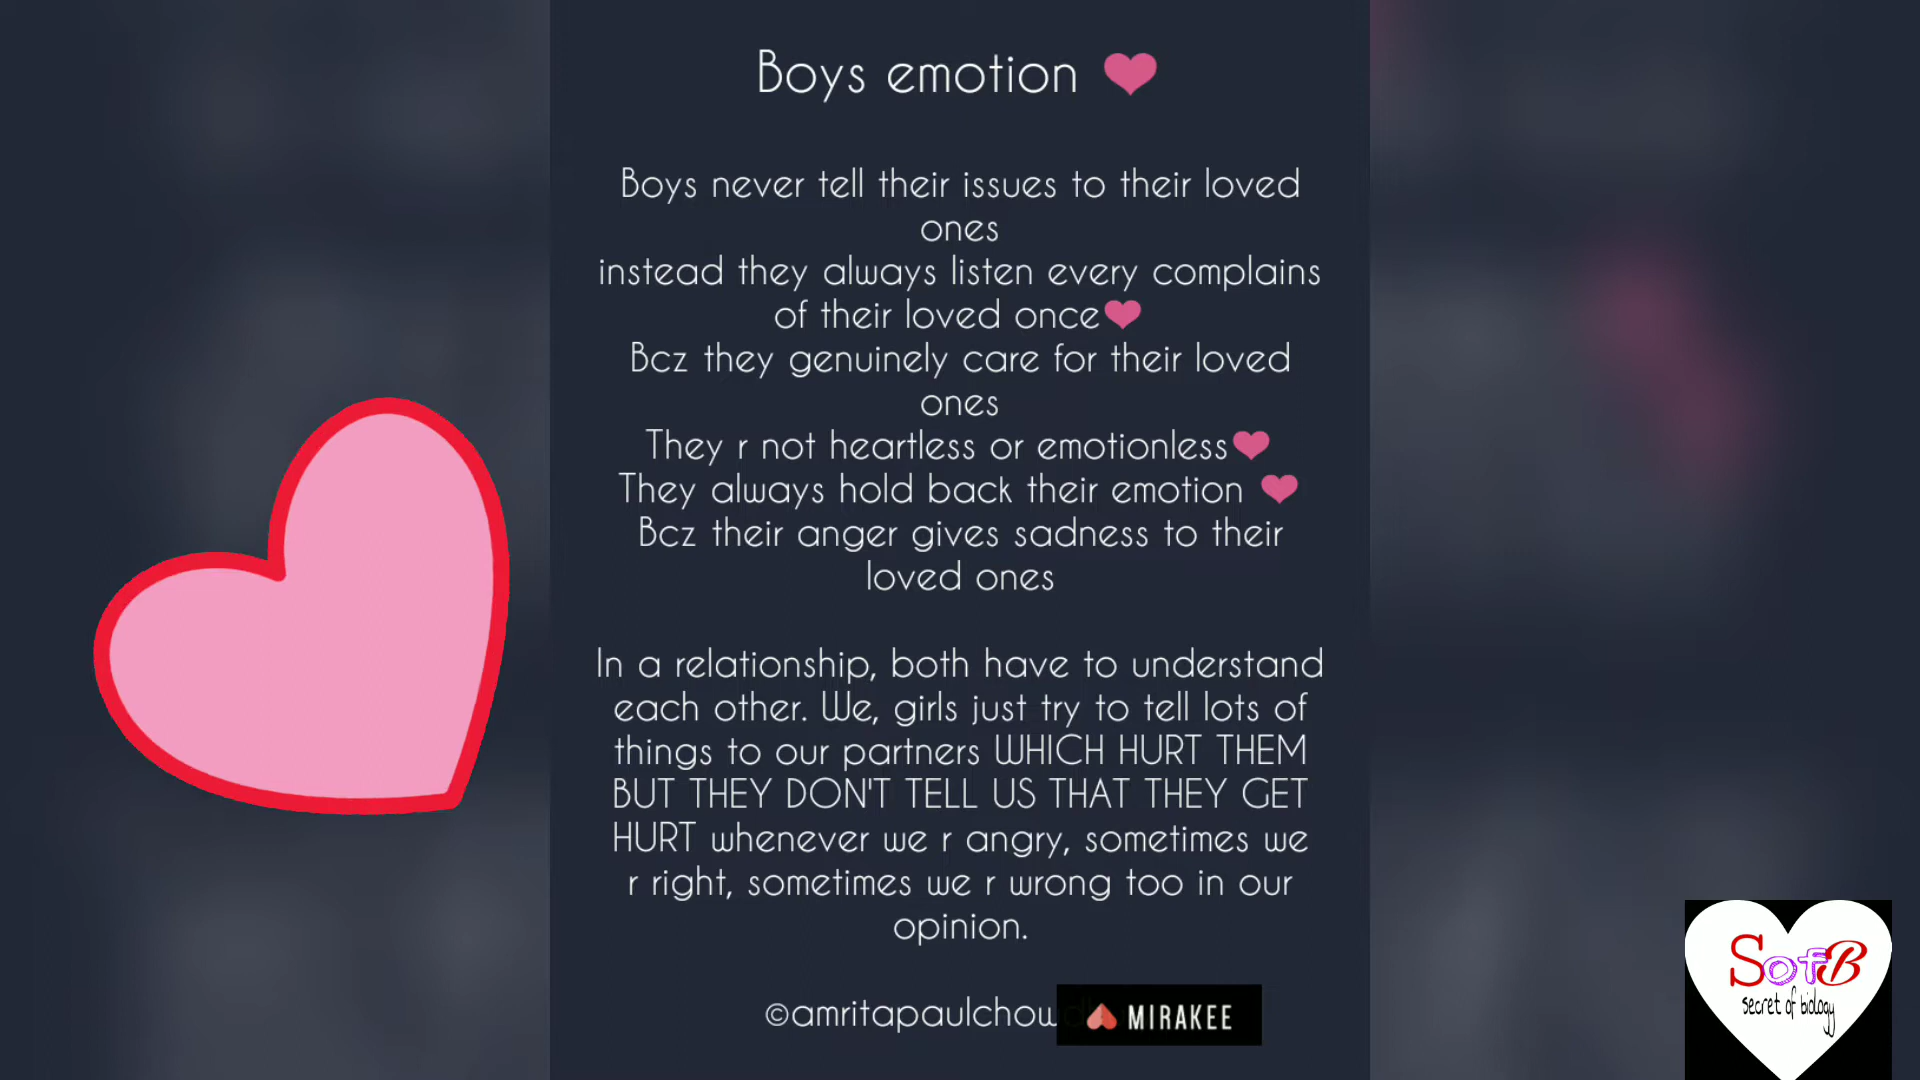 Boys emotion ❤
Boys never tell their issues to their loved
ones
instead they always listen every complains
of their loved once❤
Bcz they genuinely care for their loved
ones
They r not heartless or emotionless❤
They always hold back their emotion ❤
Bcz their anger gives sadness to their
loved ones
In a relationship, both have to understand
each other. We, girls just try to tell lots of
things to our partners WHICH HURT THEM
BUT THEY DON'T TELL US THAT THEY GET
HURT whenever we r angry, sometimes we
r right, sometimes we r wrong too in our
opinion.
MIRAKEE
SofB
secret of biology